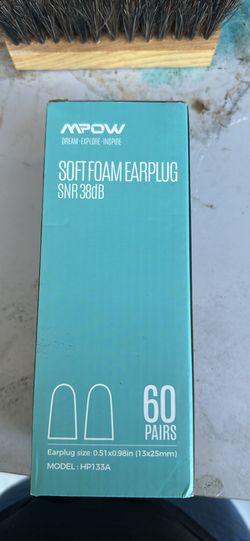 MPOW
DREAM·EXPLORE·INSPIRE
SOFT FOAM EARPLUG
SNR 38dB
60
PAIRS
Earplug size: 0.51x0.98in (13x25mm)
MODEL : HP133A